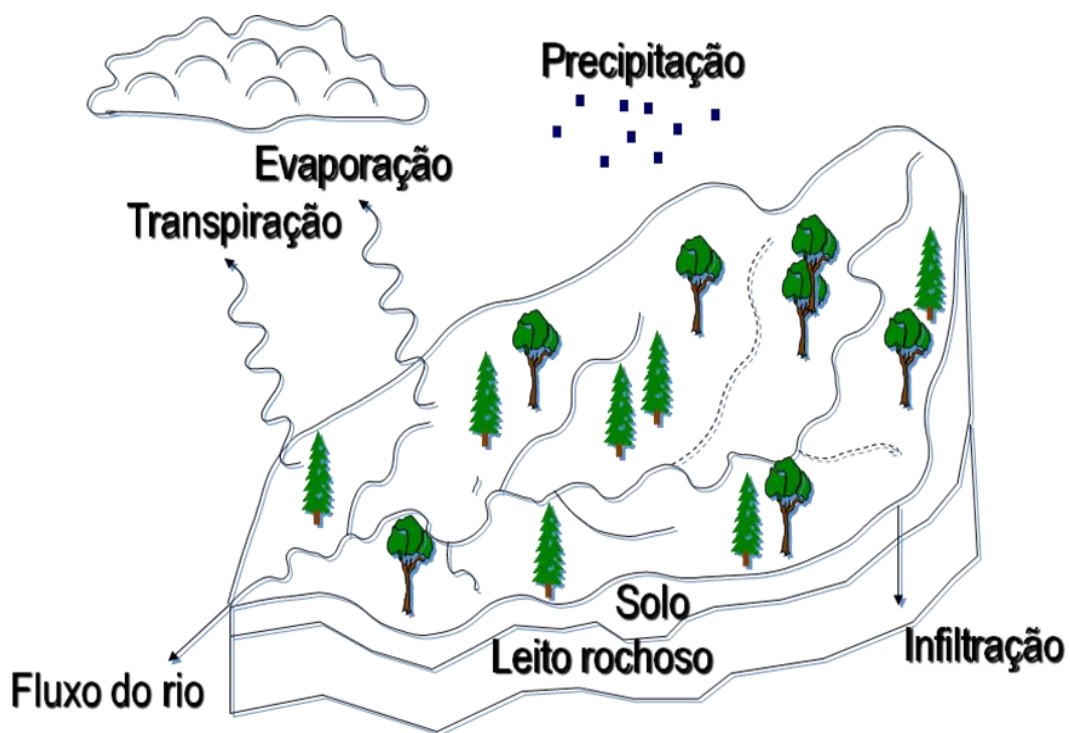 Precipitação
Evaporação
Transpiração
Solo
Leito rochoso
Infiltração
Fluxo do rio